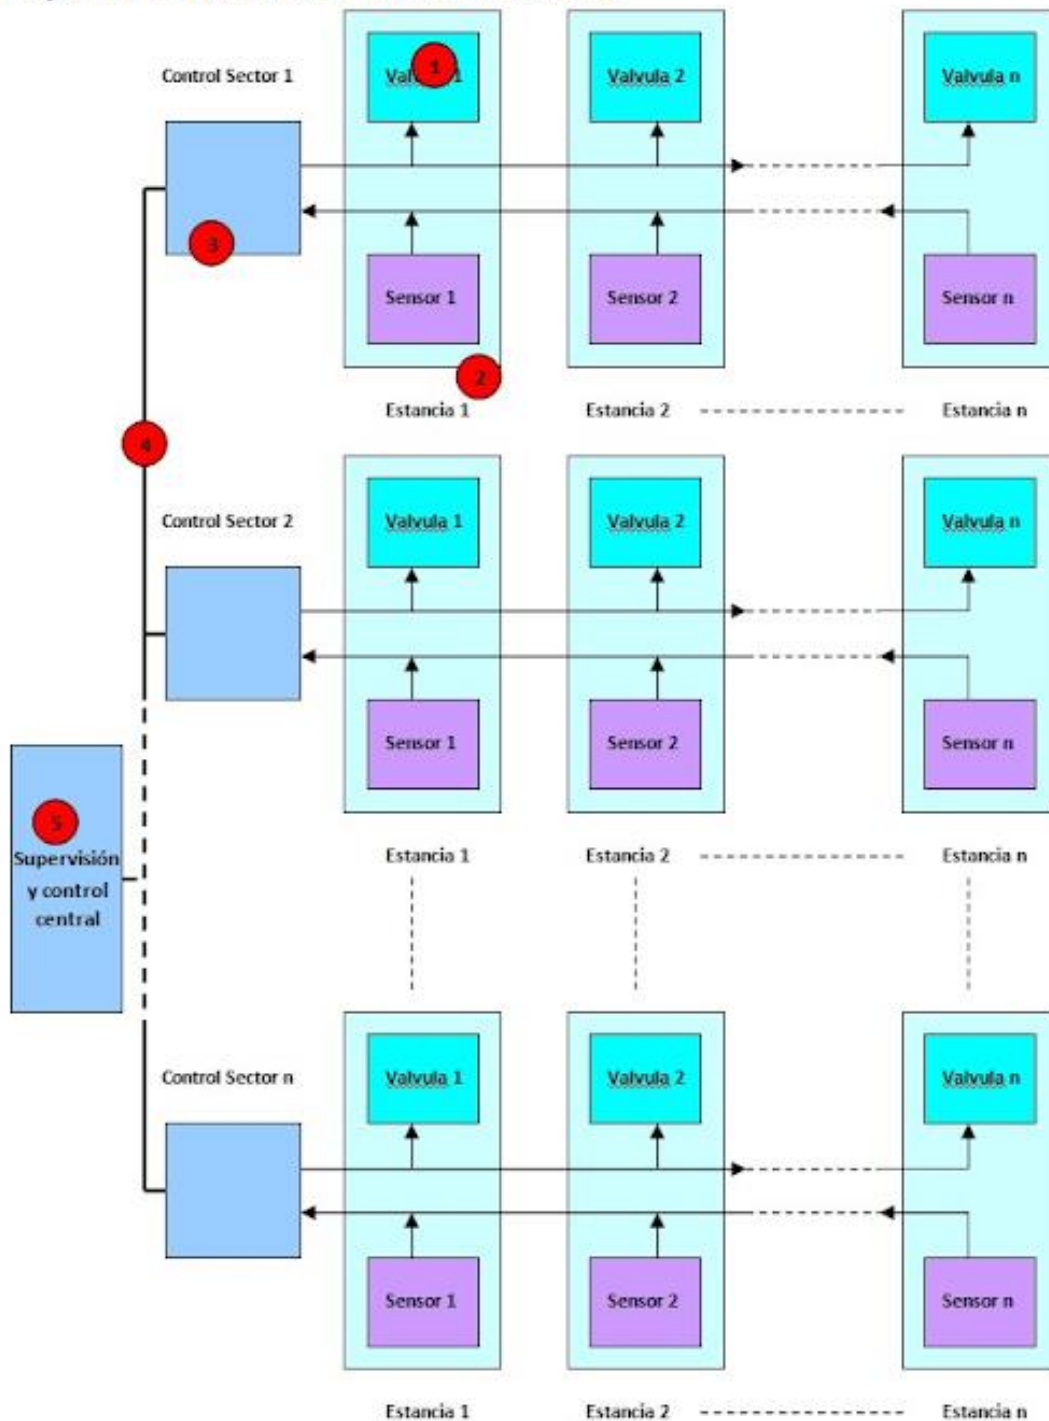 Control Sector 1
Valvula 1
1
Valvula 2
Valvula n
3
Sensor 1
Sensor 2
Sensor n
2
Estancia 1
Estancia 2
Estancia n
4
Control Sector 2
Valvula 1
Valvula 2
Valvula n
Sensor 1
Sensor 2
Sensor n
5
Supervisión
y control
central
Estancia 1
Estancia 2
Estancia n
Control Sector n
Valvula 1
Valvula 2
Valvula n
Sensor 1
Sensor 2
Sensor n
Estancia 1
Estancia 2
Estancia n